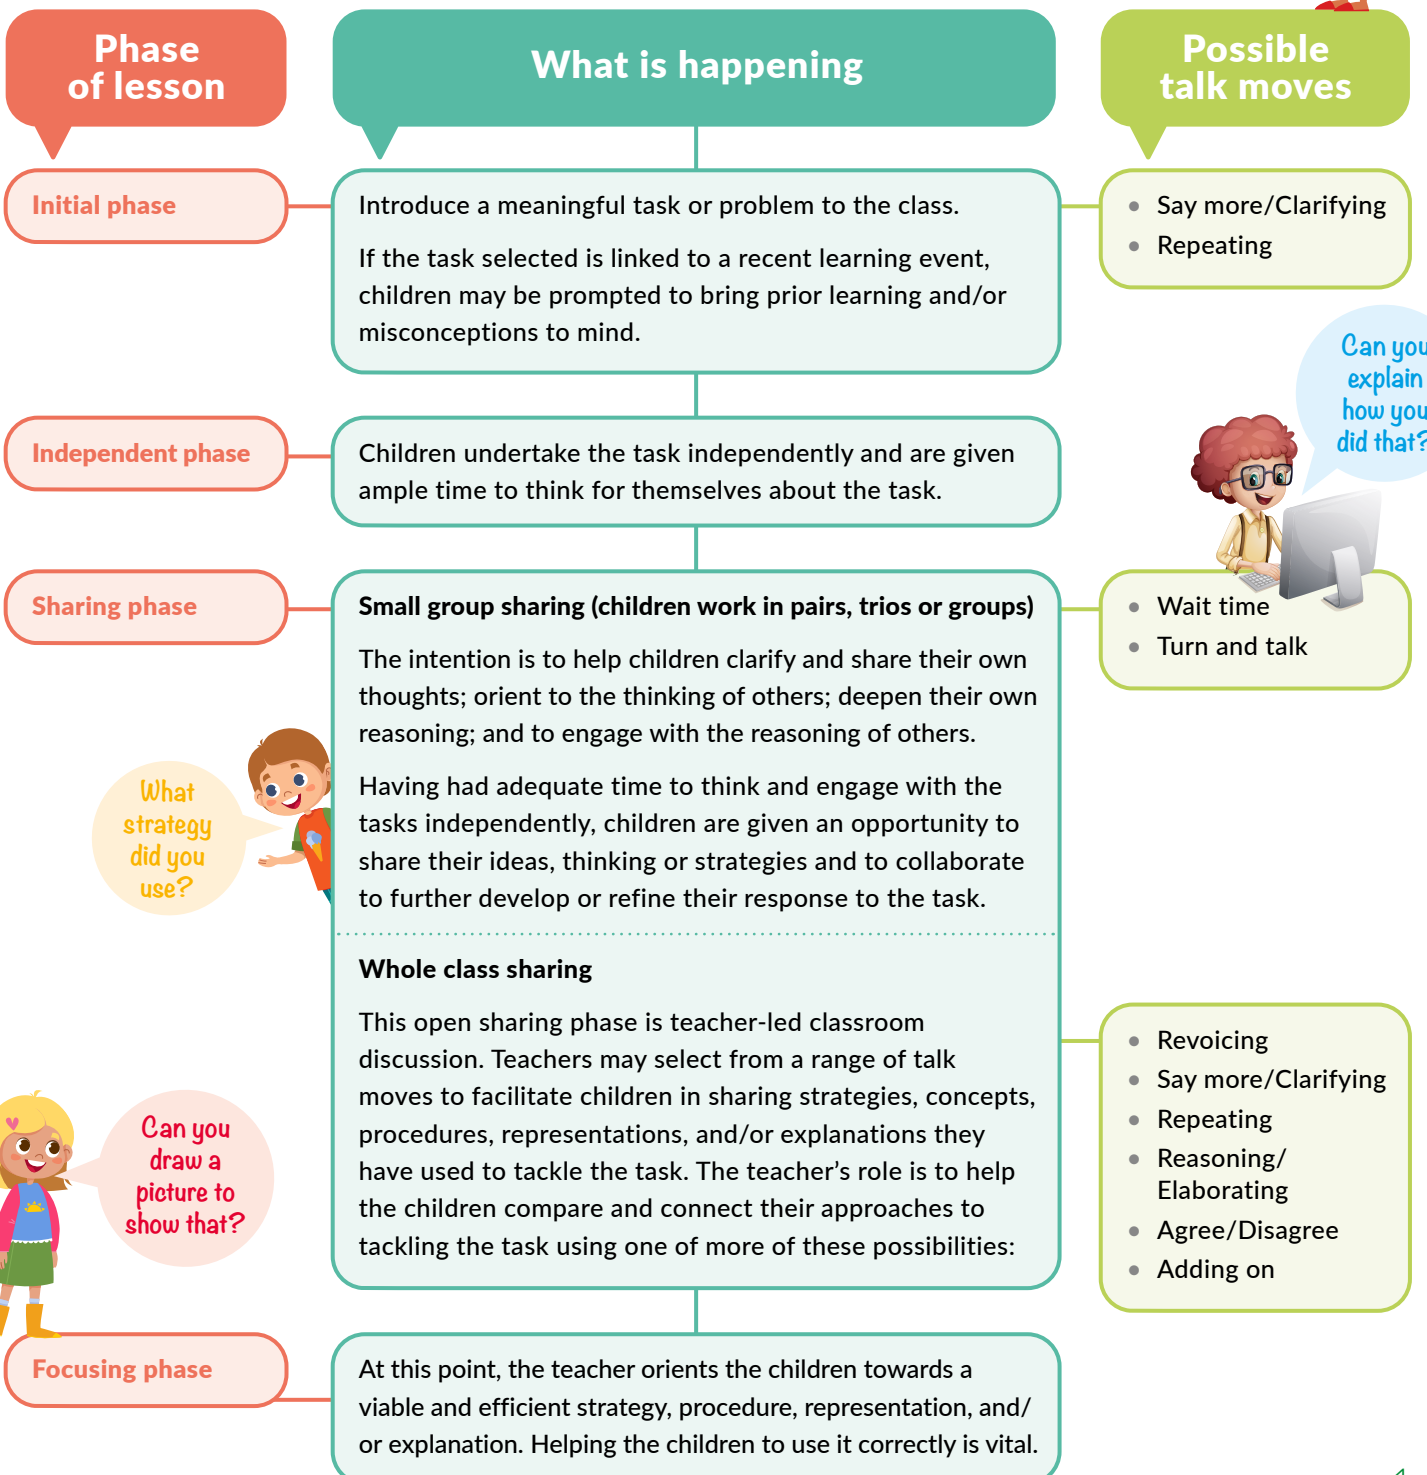 Phase
of lesson
What is happening
Possible
talk moves
Initial phase
Introduce a meaningful task or problem to the class.
If the task selected is linked to a recent learning event,
children may be prompted to bring prior learning and/or
misconceptions to mind.
• Say more/Clarifying
• Repeating
Can you
explain
how you
did that?
Independent phase
Children undertake the task independently and are given
ample time to think for themselves about the task.
Sharing phase
Small group sharing (children work in pairs, trios or groups)
The intention is to help children clarify and share their own
thoughts; orient to the thinking of others; deepen their own
reasoning; and to engage with the reasoning of others.
Having had adequate time to think and engage with the
tasks independently, children are given an opportunity to
share their ideas, thinking or strategies and to collaborate
to further develop or refine their response to the task.
• Wait time
• Turn and talk
What
strategy
did you
use?
Whole class sharing
This open sharing phase is teacher-led classroom
discussion. Teachers may select from a range of talk
moves to facilitate children in sharing strategies, concepts,
procedures, representations, and/or explanations they
have used to tackle the task. The teacher's role is to help
the children compare and connect their approaches to
tackling the task using one of more of these possibilities:
• Revoicing
• Say more/Clarifying
• Repeating
• Reasoning/
Elaborating
• Agree/Disagree
• Adding on
Can you
draw a
picture to
show that?
Focusing phase
At this point, the teacher orients the children towards a
viable and efficient strategy, procedure, representation, and/
or explanation. Helping the children to use it correctly is vital.